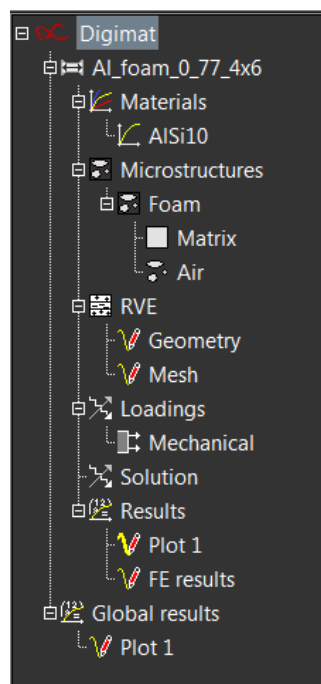 Digimat
Al_foam_0_77_4x6
Materials
AlSi10
Microstructures
Foam
Matrix
Air
RVE
Geometry
Mesh
Loadings
Mechanical
Solution
Results
Plot 1
FE results
Global results
Plot 1